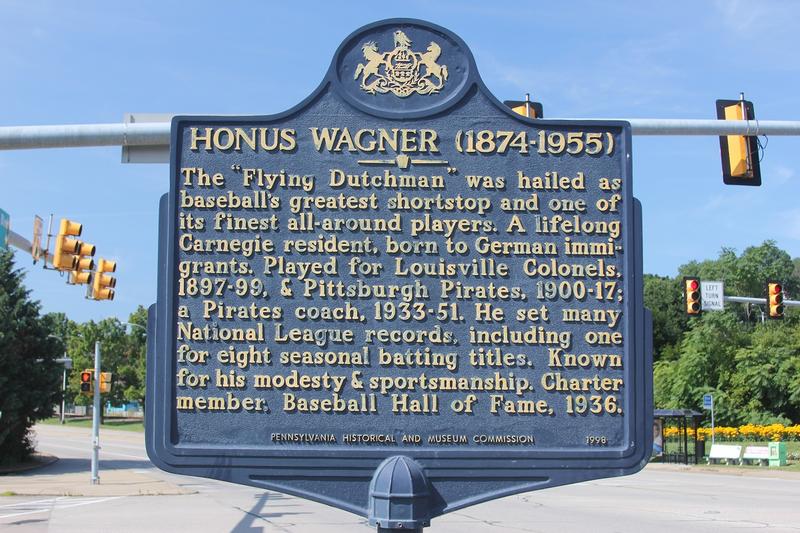 HONUS WAGNER (1874-1955)
The "Flying Dutchman" was hailed as
baseball's greatest shortstop and one of
its finest all-around players. A lifelong
Carnegie resident, born to German immi-
grants. Played for Louisville Colonels,
1897-99, & Pittsburgh Pirates, 1900-17;
a Pirates coach, 1933-51. He set many
National League records, including one
for eight seasonal batting titles. Known
for his modesty & sportsmanship. Charter
member, Baseball Hall of Fame, 1936.
PENNSYLVANIA HISTORICAL AND MUSEUM COMMISSION 1998
LEFT
TURN
SIGNAL